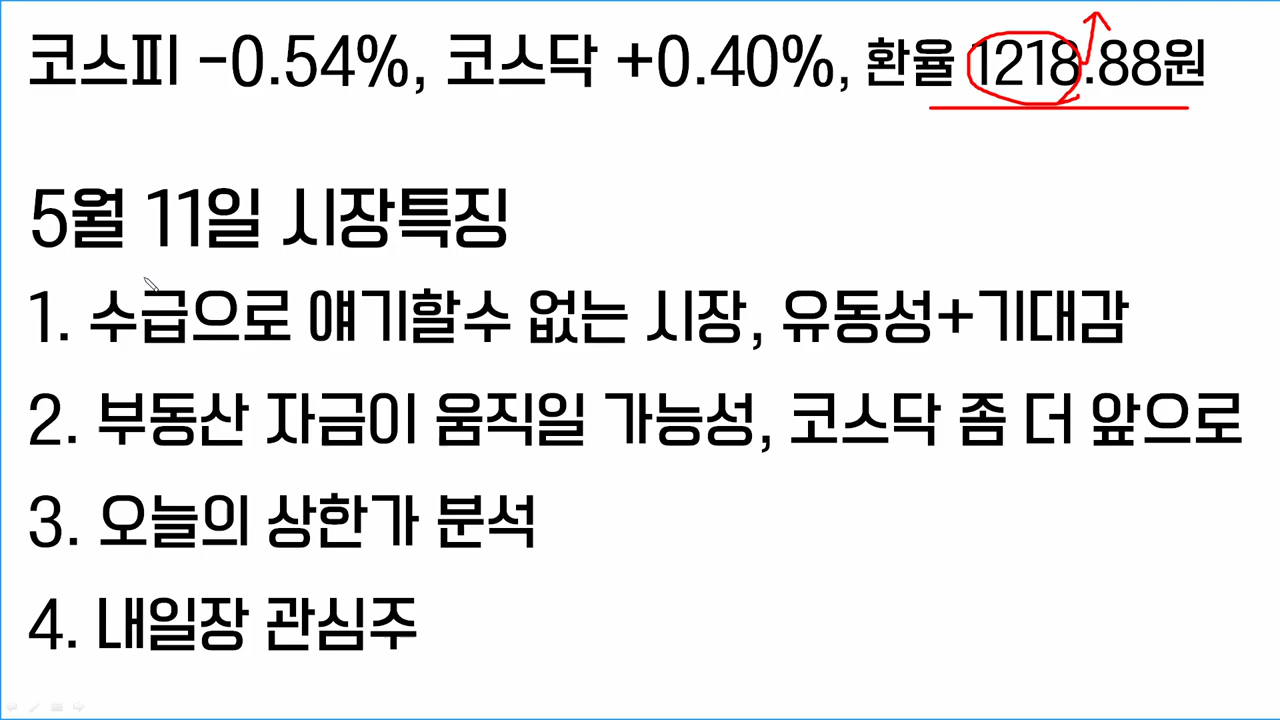 코스피 -0.54%, 코스닥 +0.40%, 환율 1218.88원
5월 11일 시장특징
1. 수급으로 얘기할수 없는 시장, 유동성+기대감
2. 부동산 자금이 움직일 가능성, 코스닥 좀 더 앞으로
3. 오늘의 상한가 분석
4. 내일장 관심주